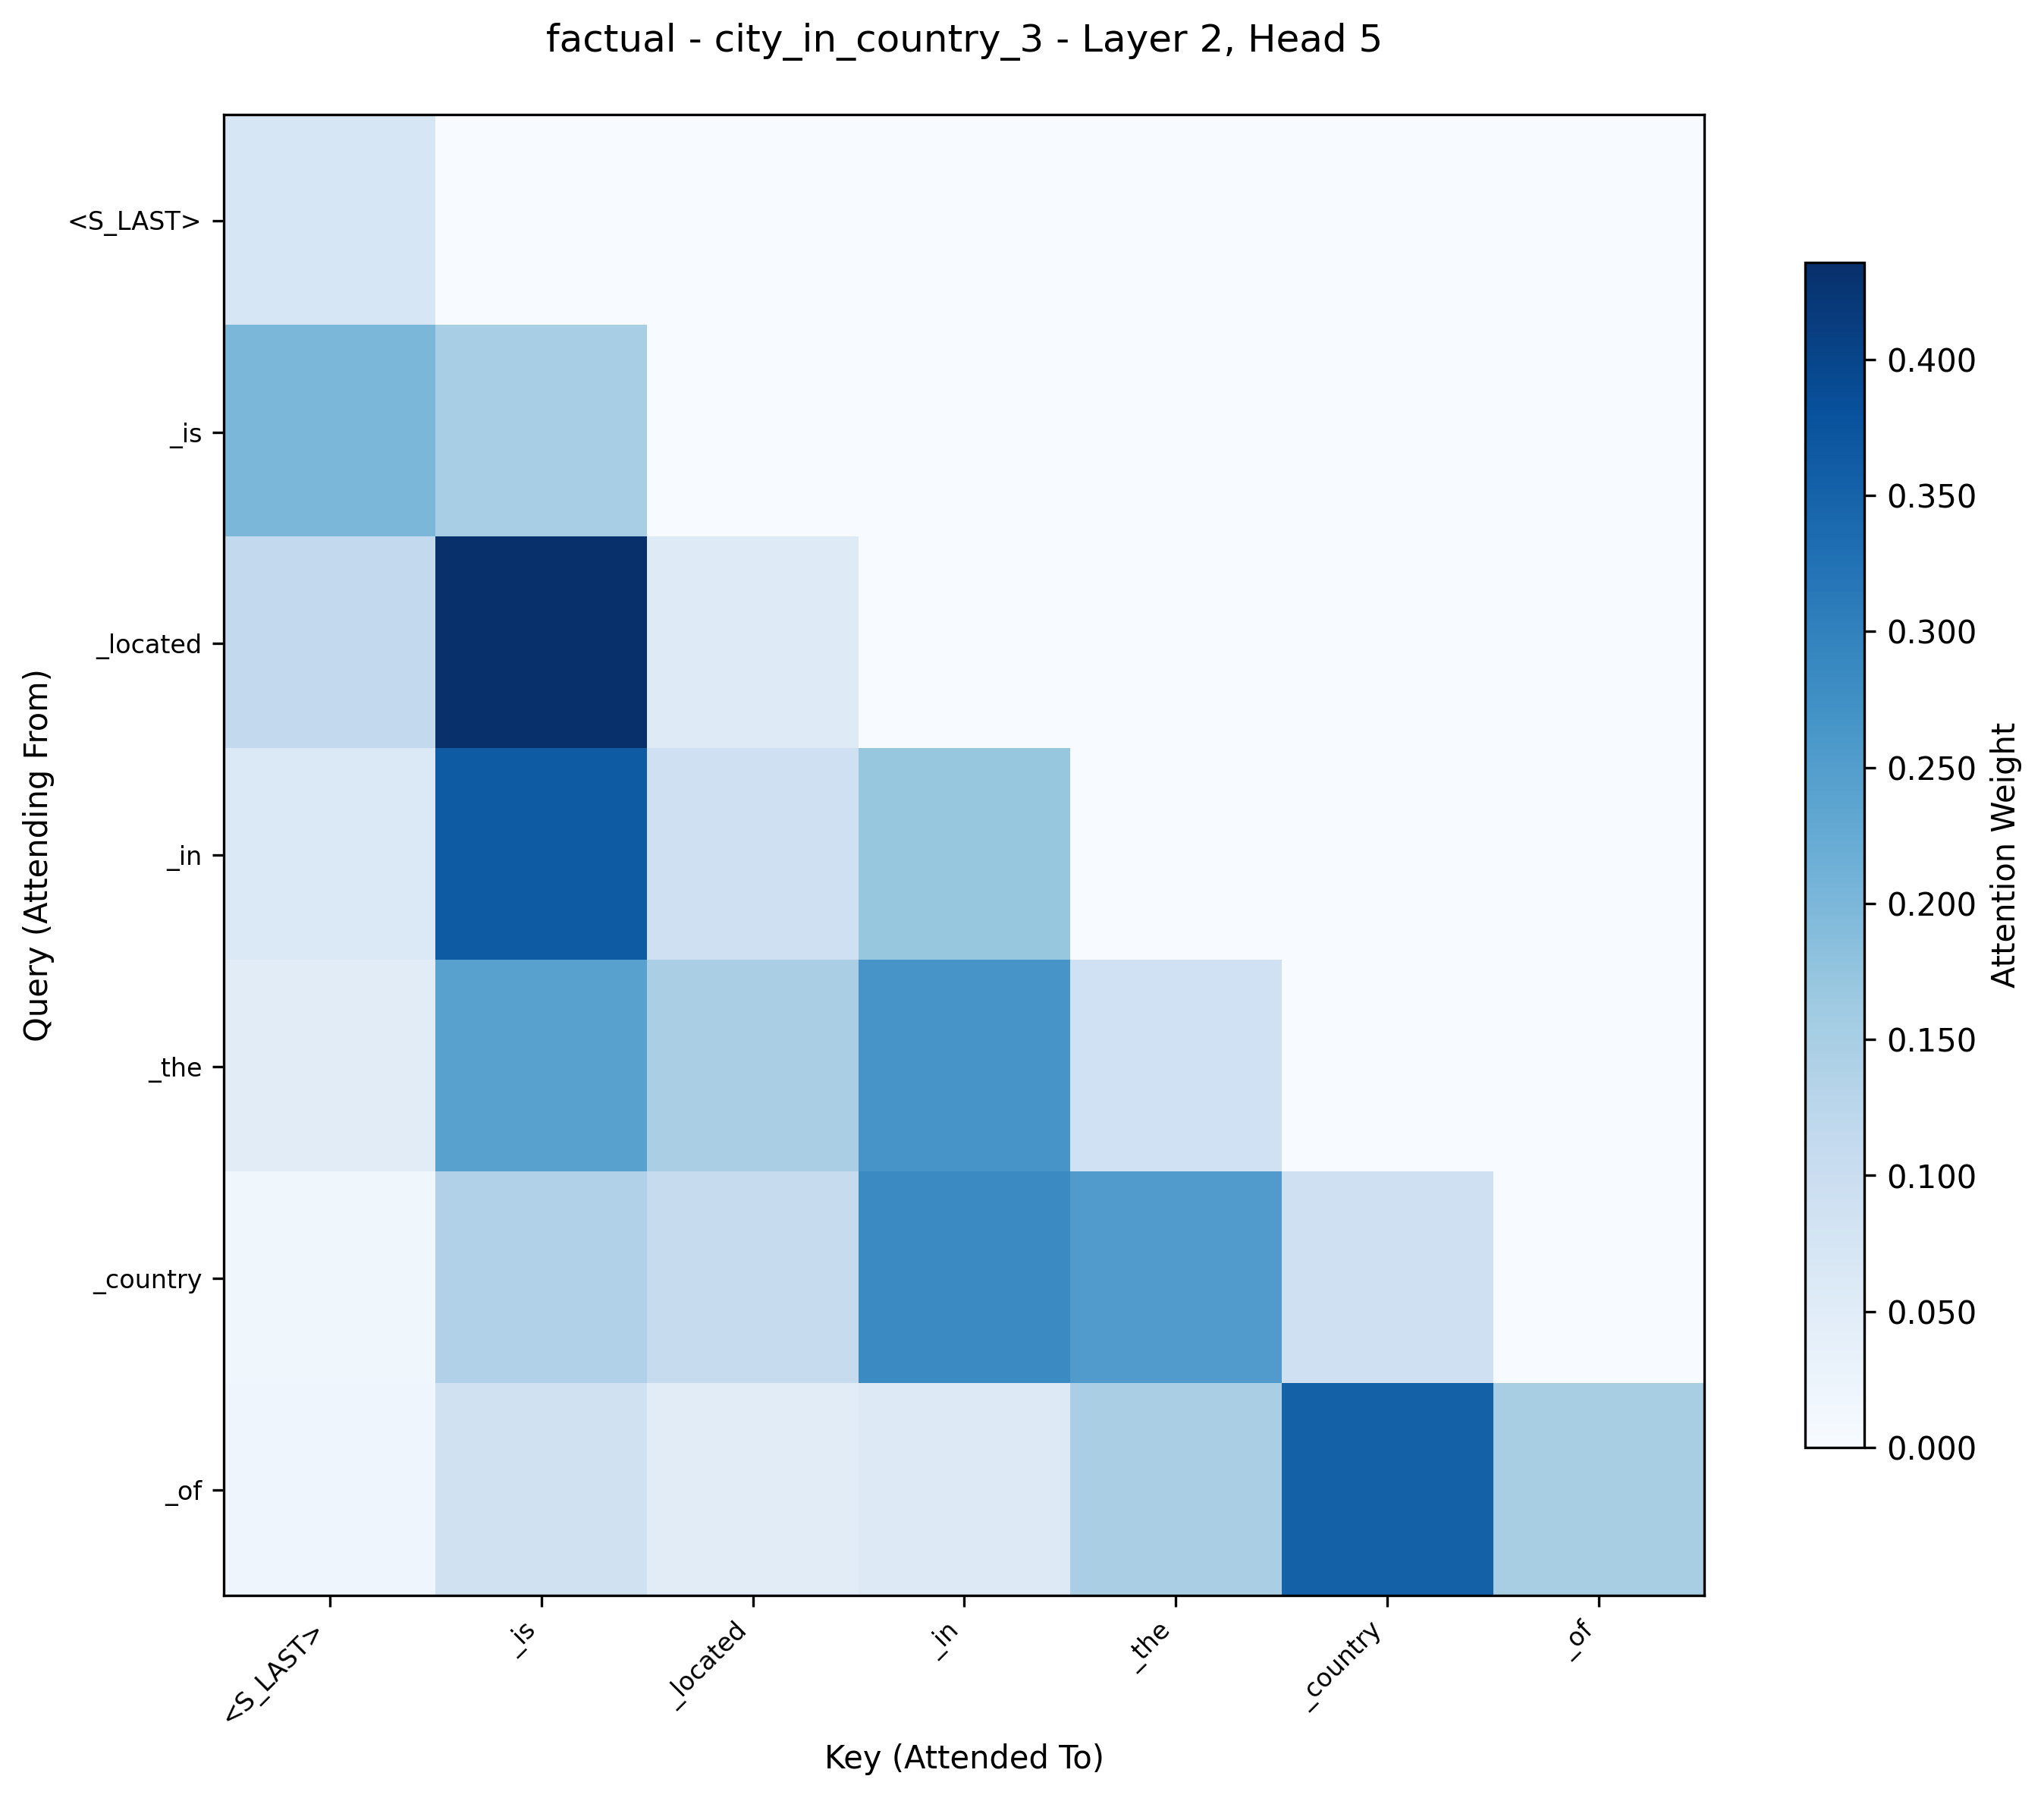 factual - city_in_country_3 - Layer 2, Head 5
Query (Attending From)
<S_LAST>
_is
_located
_in
_the
_country
_of
<S_LAST>
_is
_located
_in
_the
_country
_of
Key (Attended To)
0.400
0.350
0.300
0.250
0.200
0.150
0.100
0.050
0.000
Attention Weight